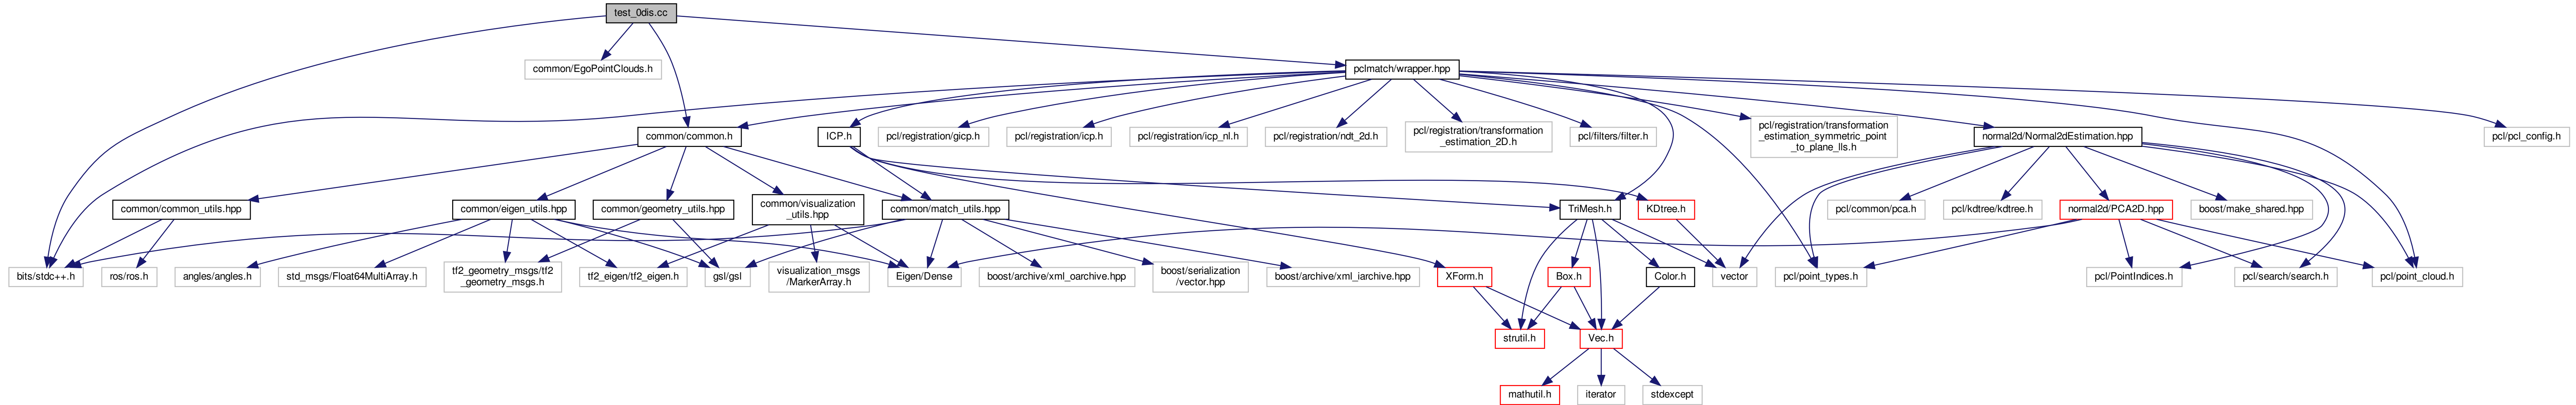 test_0dis.cc
common/EgoPointClouds.h
pclmatch/wrapper.hpp
common/common.h
ICP.h
pcl/registration/gicp.h
pcl/registration/icp.h
pcl/registration/icp_nl.h
pcl/registration/ndt_2d.h
pcl/registration/transformation
_estimation_2D.h
pcl/filters/filter.h
pcl/registration/transformation
_estimation_symmetric_point
_to_plane_lls.h
normal2d/Normal2dEstimation.hpp
pcl/pcl_config.h
common/common_utils.hpp
common/eigen_utils.hpp
common/geometry_utils.hpp
common/visualization
_utils.hpp
common/match_utils.hpp
TriMesh.h
KDtree.h
pcl/common/pca.h
pcl/kdtree/kdtree.h
normal2d/PCA2D.hpp
boost/make_shared.hpp
bits/stdc++.h
ros/ros.h
angles/angles.h
std_msgs/Float64MultiArray.h
tf2_geometry_msgs/tf2
_geometry_msgs.h
tf2_eigen/tf2_eigen.h
gsl/gsl
visualization_msgs
/MarkerArray.h
Eigen/Dense
boost/archive/xml_oarchive.hpp
boost/serialization
/vector.hpp
boost/archive/xml_iarchive.hpp
XForm.h
Box.h
Color.h
vector
pcl/point_types.h
pcl/PointIndices.h
pcl/search/search.h
pcl/point_cloud.h
strutil.h
Vec.h
mathutil.h
iterator
stdexcept